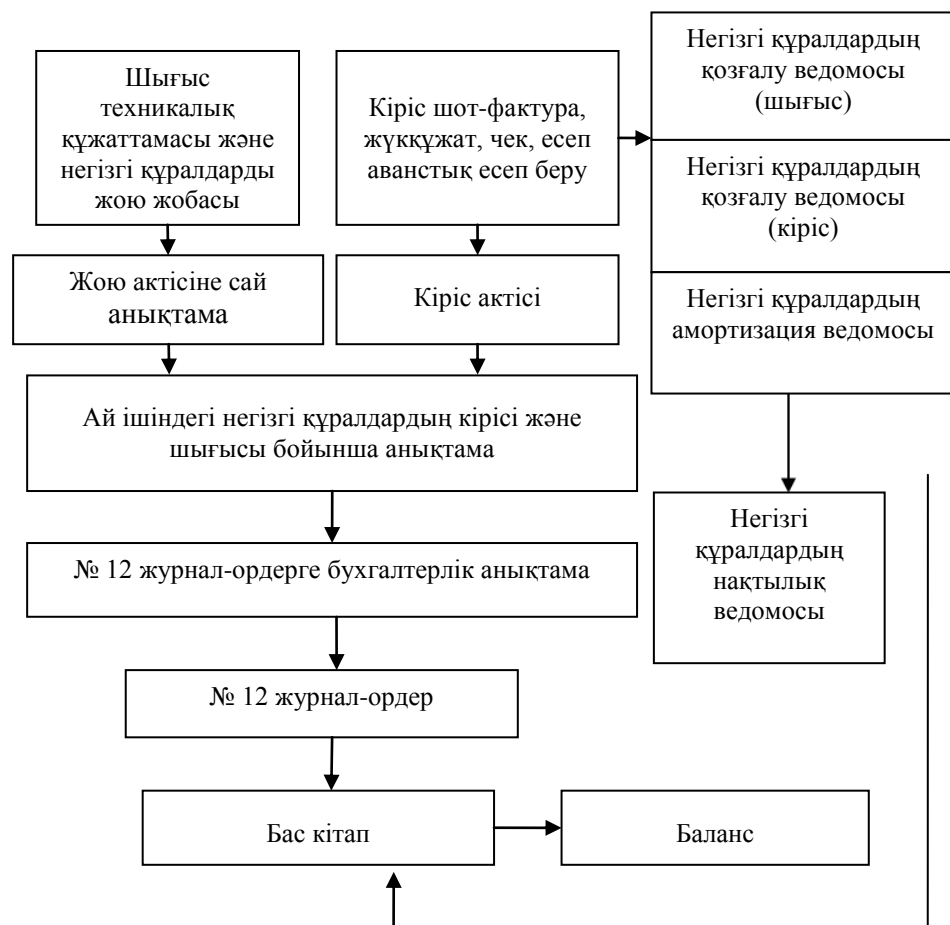 Шығыс
техникалық
құжаттамасы және
негізгі құралдарды
жою жобасы
Кіріс шот-фактура,
жүкқұжат, чек, есеп
аванстық есеп беру
Негізгі құралдардың
қозғалу ведомосы
(шығыс)
Негізгі құралдардың
қозғалу ведомосы
(кіріс)
Негізгі құралдардың
амортизация ведомосы
Жою актісіне сай
анықтама
Кіріс актісі
Ай ішіндегі негізгі құралдардың кірісі және
шығысы бойынша анықтама
Негізгі
құралдардың
нақтылық
ведомосы
№ 12 журнал-ордерге бухгалтерлік анықтама
№ 12 журнал-ордер
Бас кітап
Баланс